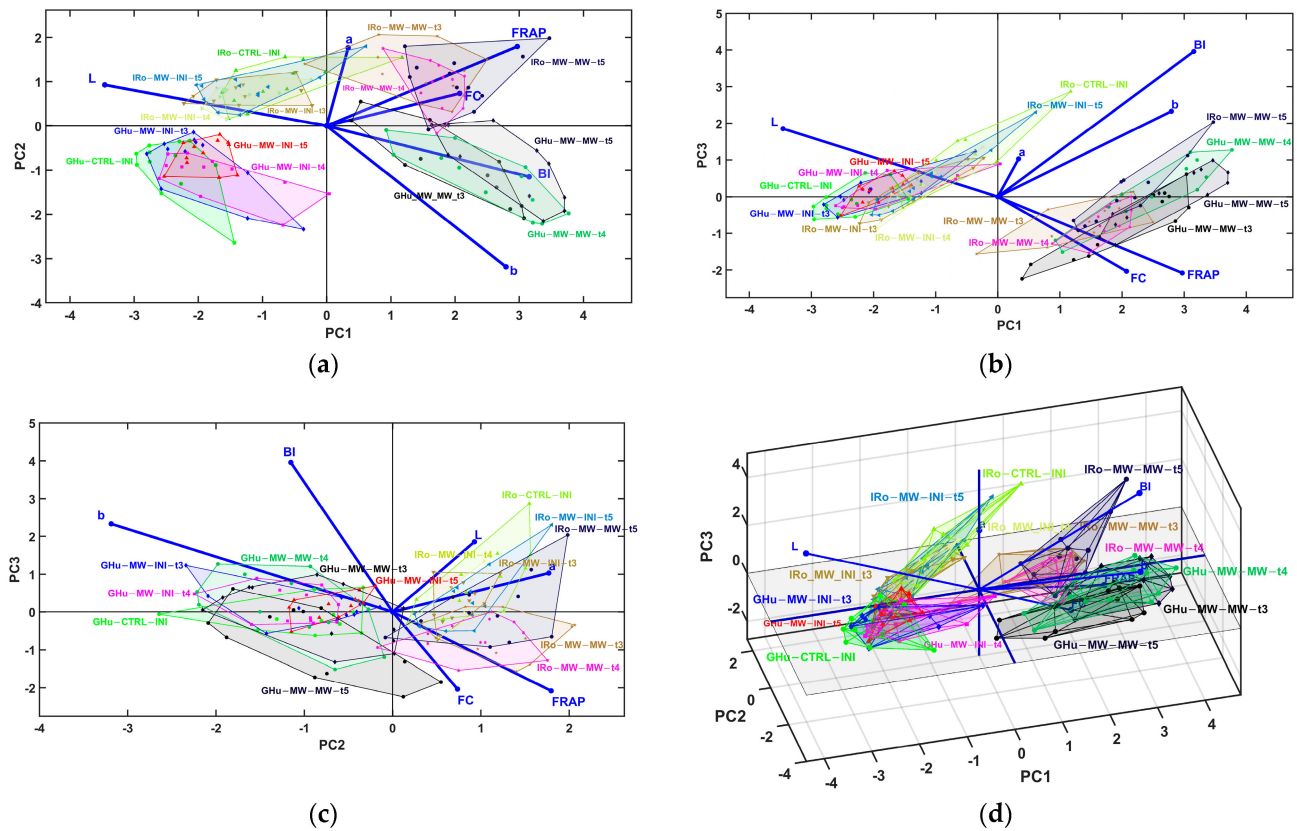 2
1
0
-1
-2
-3
-4
PC2
-4
-3
-2
-1
0
1
2
3
4
PC1
L
a
FRAP
FC
BI
b
IRo−CTRL−INI
IRo−MW−MW−t3
IRo−MW−MW−t5
IRo−MW−INI−t5
IRo−MW−MW−t4
IRo−MW−INI−t3
IRo−MW−INI−t4
GHu−MW−INI−t3
GHu−MW−INI−t5
GHu−CTRL−INI
GHu−MW−INI−t4
GHu−MW−MW−t5
GHu_MW_MW_t3
GHu−MW−MW−t4
(a)
5
4
3
2
1
0
-1
-2
PC3
-4
-3
-2
-1
0
1
2
3
4
PC1
BI
b
L
a
FC
FRAP
IRo−CTRL−INI
IRo−MW−INI−t5
IRo−MW−MW−t5
GHu−MW−MW−t4
GHu−MW−INI−t5
GHu−MW−INI−t4
GHu−CTRL−INI
GHu−MW−INI−t3
IRo−MW−INI−t3
IRo−MW−INI−t4
IRo−MW−MW−t3
IRo−MW−MW−t4
GHu−MW−MW−t5
GHu−MW−MW−t3
(b)
5
4
3
2
1
0
-1
-2
PC3
-4
-3
-2
-1
0
1
2
PC2
BI
b
L
a
FC
FRAP
IRo−CTRL−INI
IRo−MW−INI−t5
IRo−MW−MW−t5
IRo−MW−INI−t4
IRo−MW−INI−t3
GHu−MW−MW−t4
GHu−MW−INI−t3
GHu−MW−MW−t3
GHu−MW−INI−t5
GHu−MW−INI−t4
GHu−CTRL−INI
IRo−MW−MW−t3
IRo−MW−MW−t4
GHu−MW−MW−t5
(c)
4
2
0
-2
PC3
2
0
-2
-4
PC2
-4
-3
-2
-1
0
1
2
3
4
PC1
IRo−CTRL−INI
IRo−MW−MW−t5
BI
IRo−MW−INI−t5
L
IRo−MW−MW−t3
IRo−MW−MW−t4
IRo_MW_INI_t3
FRAP
GHu−MW−MW−t4
GHu−MW−INI−t3
GHu−MW−MW−t3
GHu−MW−INI−t5
GHu−MW−INI−t4
GHu−MW−MW−t5
GHu−CTRL−INI
(d)